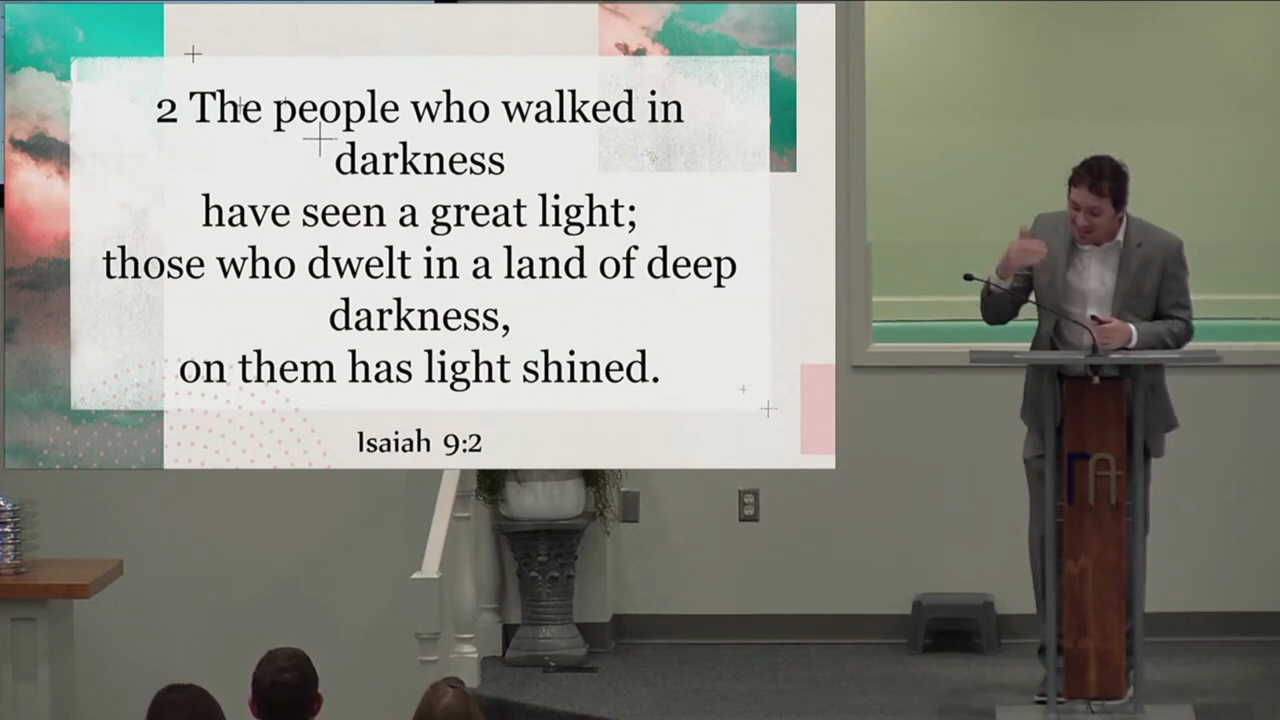 2 The people who walked in
darkness
have seen a great light;
those who dwelt in a land of deep
darkness,
on them has light shined.
Isaiah 9:2